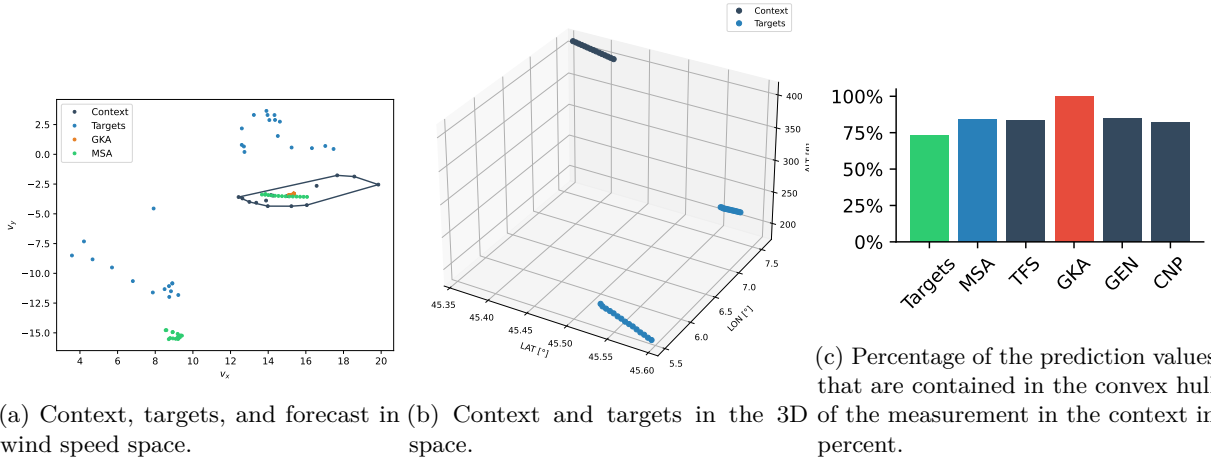 Context
Targets
GKA
MSA
2.5
0.0
−2.5
−5.0
−7.5
−10.0
−12.5
−15.0
v_y
4 6 8 10 12 14 16 18 20
v_x
(a) Context, targets, and forecast in
wind speed space.
Context
Targets
400
350
300
250
200
7.5
7.0
6.5
6.0
5.5
LON [°]
45.35
45.40
45.45
45.50
45.55
45.60
LAT [°]
(b) Context and targets in the 3D
space.
100%
75%
50%
25%
0%
Targets MSA TFS GKA GEN CNP
(c) Percentage of the prediction values
that are contained in the convex hull
of the measurement in the context in
percent.